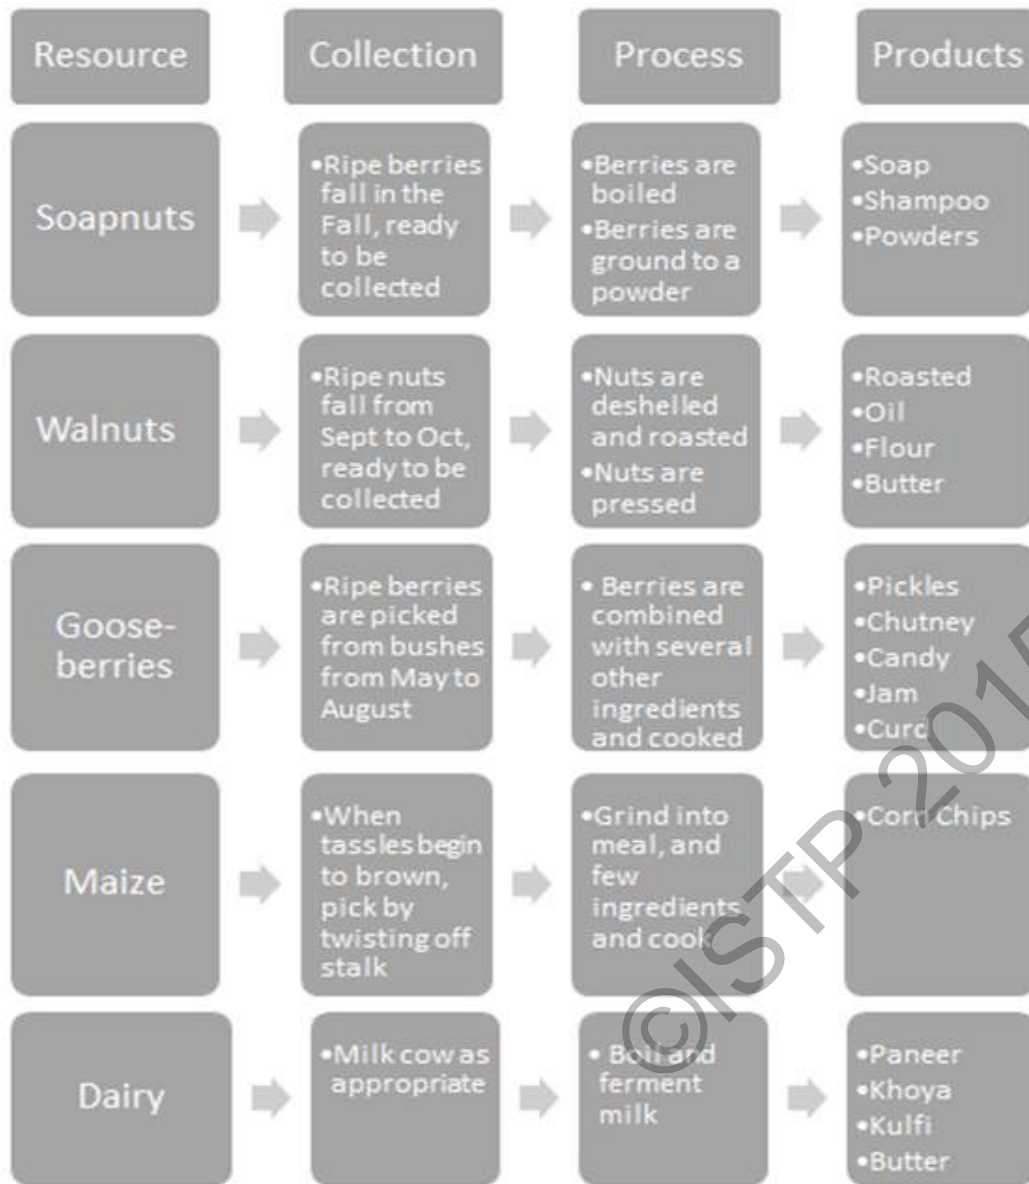 Resource
Collection
Process
Products
Soapnuts
•Ripe berries
fall in the
Fall, ready
to be
collected
•Berries are
boiled
•Berries are
ground to a
powder
•Soap
•Shampoo
•Powders
Walnuts
•Ripe nuts
fall from
Sept to Oct,
ready to be
collected
•Nuts are
deshelled
and roasted
•Nuts are
pressed
•Roasted
•Oil
•Flour
•Butter
Goose-
berries
•Ripe berries
are picked
from bushes
from May to
August
• Berries are
combined
with several
other
ingredients
and cooked
•Pickles
•Chutney
•Candy
•Jam
•Curd
Maize
•When
tassles begin
to brown,
pick by
twisting off
stalk
•Grind into
meal, and
few
ingredients
and cook
•Corn Chips
Dairy
•Milk cow as
appropriate
• Boil and
ferment
milk
•Paneer
•Khoya
•Kulfi
•Butter
©ISTP 2015